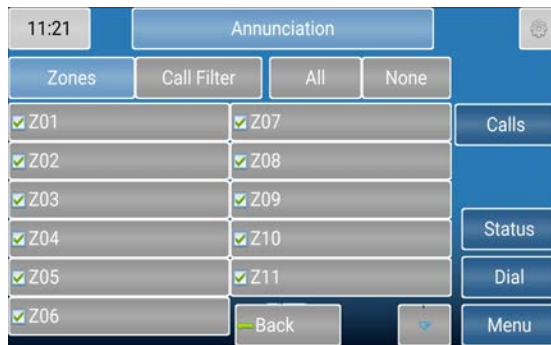 11:21 Annunciation
Zones Call Filter All None
Z01 Z07 Calls
Z02 Z08
Z03 Z09
Z04 Z10 Status
Z05 Z11 Dial
Z06 Back Menu